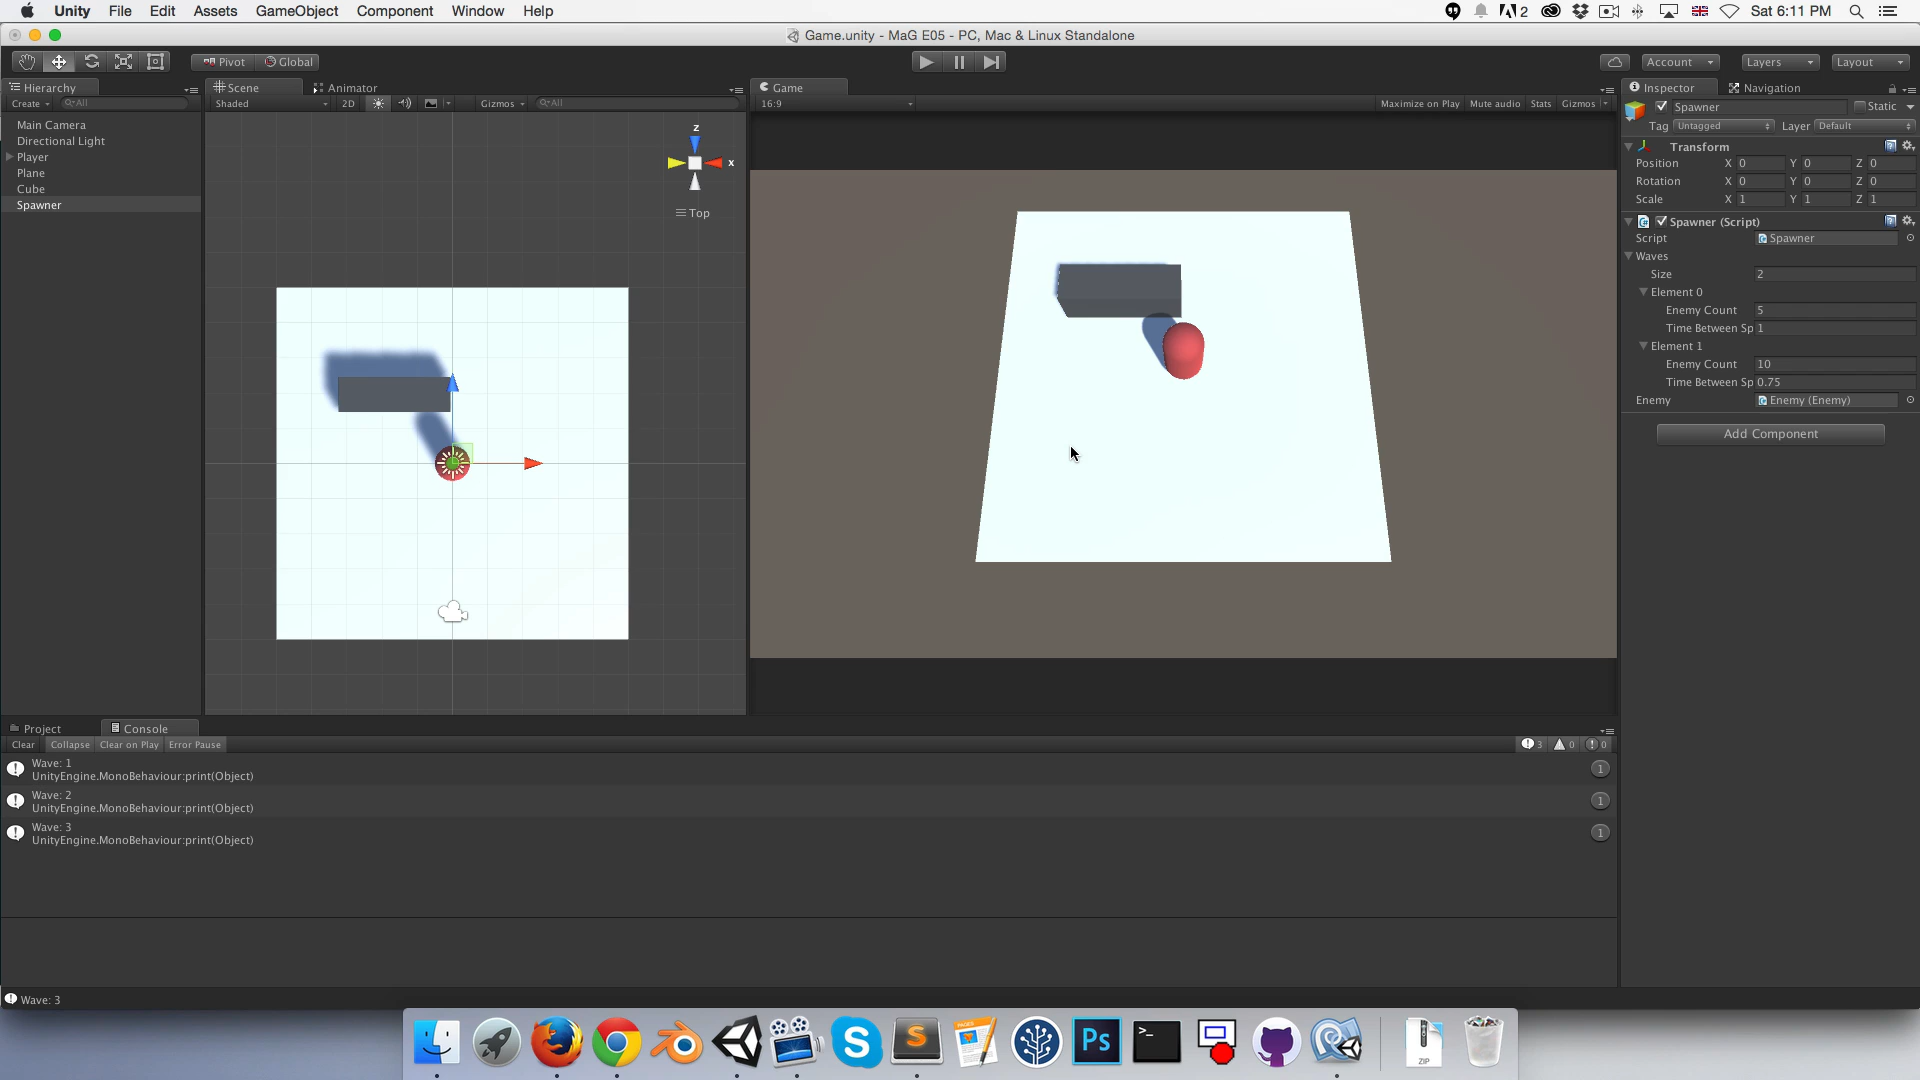 Unity File Edit Assets GameObject Component Window Help
2 Sat 6:11 PM
Game.unity - MaG E05 - PC, Mac & Linux Standalone
Pivot Global Account Layers Layout
Hierarchy
Create All
Main Camera
Directional Light
Player
Plane
Cube
Spawner
Scene Animator
Shaded 2D Gizmos All
z
x
Top
Game
16:9 Maximize on Play Mute audio Stats Gizmos
Inspector Navigation
Spawner Static
Tag Untagged Layer Default
Transform
Position X 0 Y 0 Z 0
Rotation X 0 Y 0 Z 0
Scale X 1 Y 1 Z 1
Spawner (Script)
Script Spawner
Waves
Size 2
Element 0
Enemy Count 5
Time Between Sp 1
Element 1
Enemy Count 10
Time Between Sp 0.75
Enemy Enemy (Enemy)
Add Component
Project Console
Clear Collapse Clear on Play Error Pause 3 0 0
Wave: 1
UnityEngine.MonoBehaviour:print(Object)
1
Wave: 2
UnityEngine.MonoBehaviour:print(Object)
1
Wave: 3
UnityEngine.MonoBehaviour:print(Object)
1
Wave: 3
S S PAGES Ps >_ ZIP